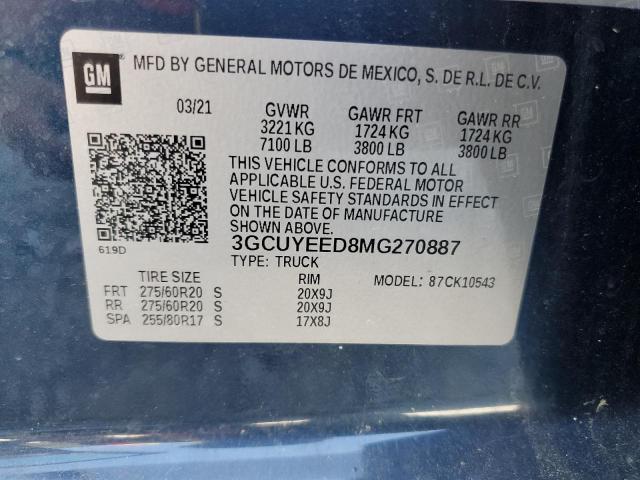 GM MFD BY GENERAL MOTORS DE MEXICO, S. DE R.L. DE C.V.
03/21 GVWR GAWR FRT GAWR RR
3221 KG 1724 KG 1724 KG
7100 LB 3800 LB 3800 LB
THIS VEHICLE CONFORMS TO ALL
APPLICABLE U.S. FEDERAL MOTOR
VEHICLE SAFETY STANDARDS IN EFFECT
ON THE DATE OF MANUFACTURE
SHOWN ABOVE.
619D 3GCUYEED8MG270887
TYPE: TRUCK MODEL: 87CK10543
TIRE SIZE RIM
FRT 275/60R20 S 20X9J
RR 275/60R20 S 20X9J
SPA 255/80R17 S 17X8J